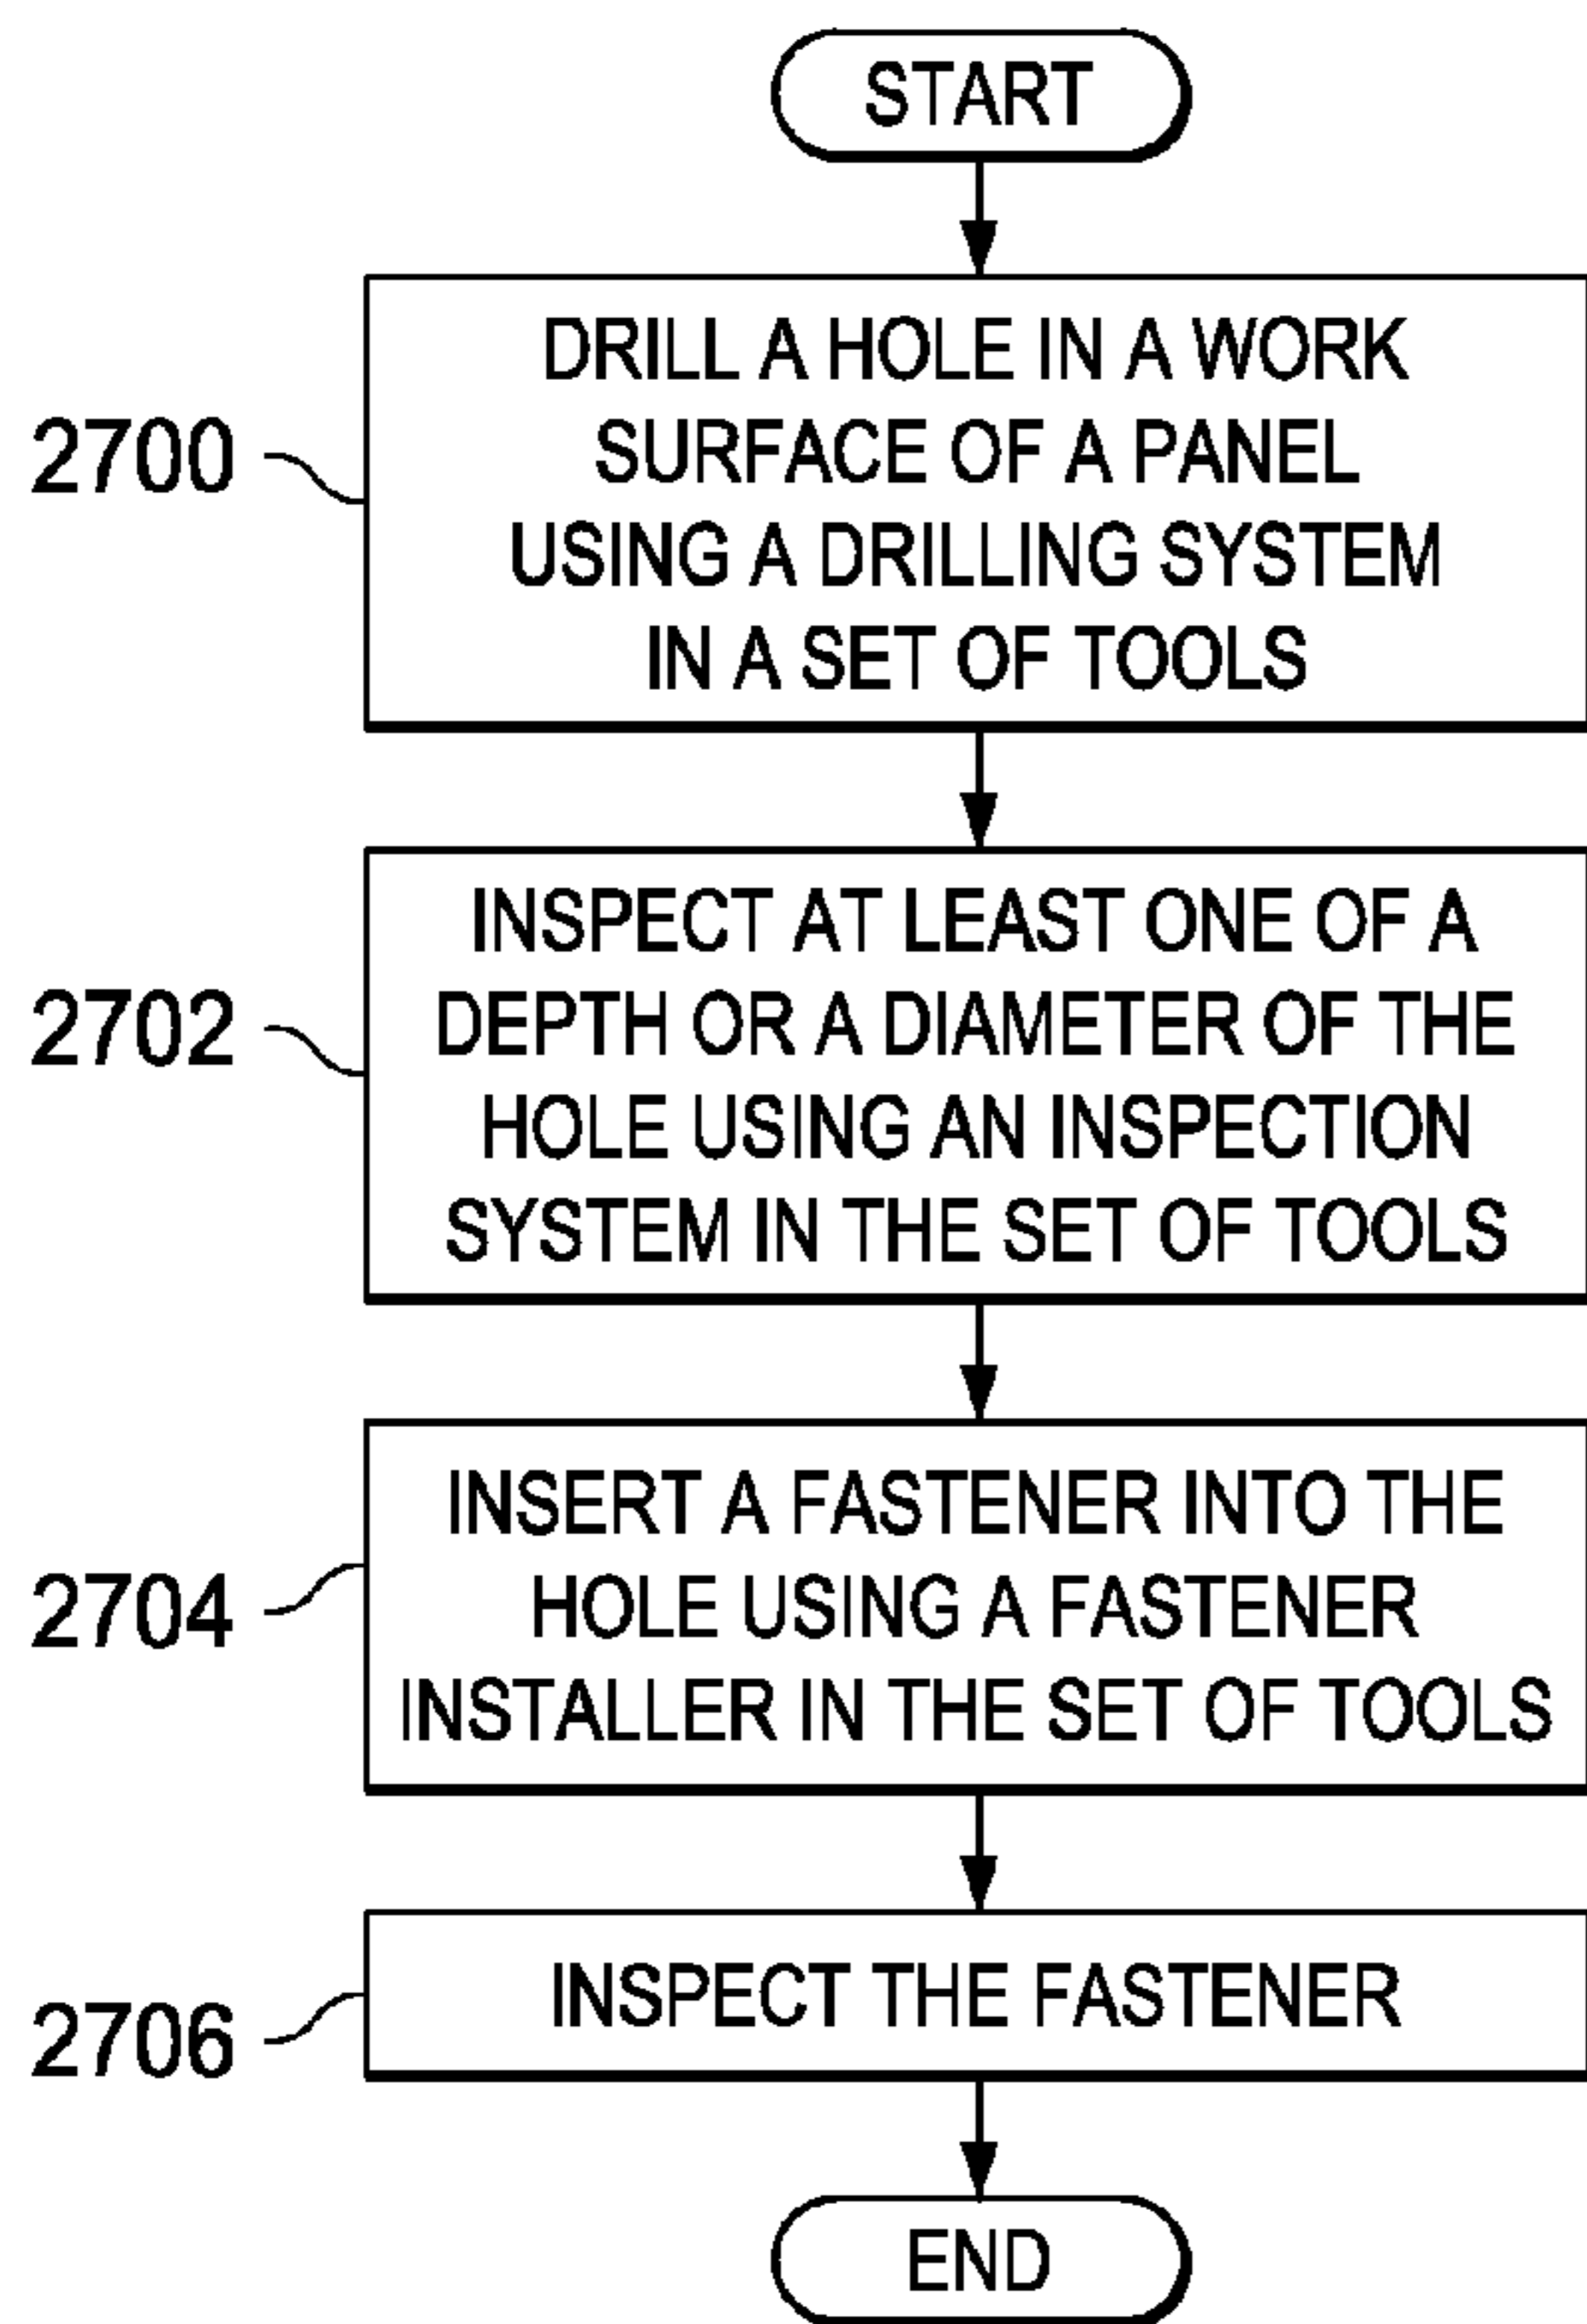 START
2700
DRILL A HOLE IN A WORK
SURFACE OF A PANEL
USING A DRILLING SYSTEM
IN A SET OF TOOLS
2702
INSPECT AT LEAST ONE OF A
DEPTH OR A DIAMETER OF THE
HOLE USING AN INSPECTION
SYSTEM IN THE SET OF TOOLS
2704
INSERT A FASTENER INTO THE
HOLE USING A FASTENER
INSTALLER IN THE SET OF TOOLS
2706
INSPECT THE FASTENER
END